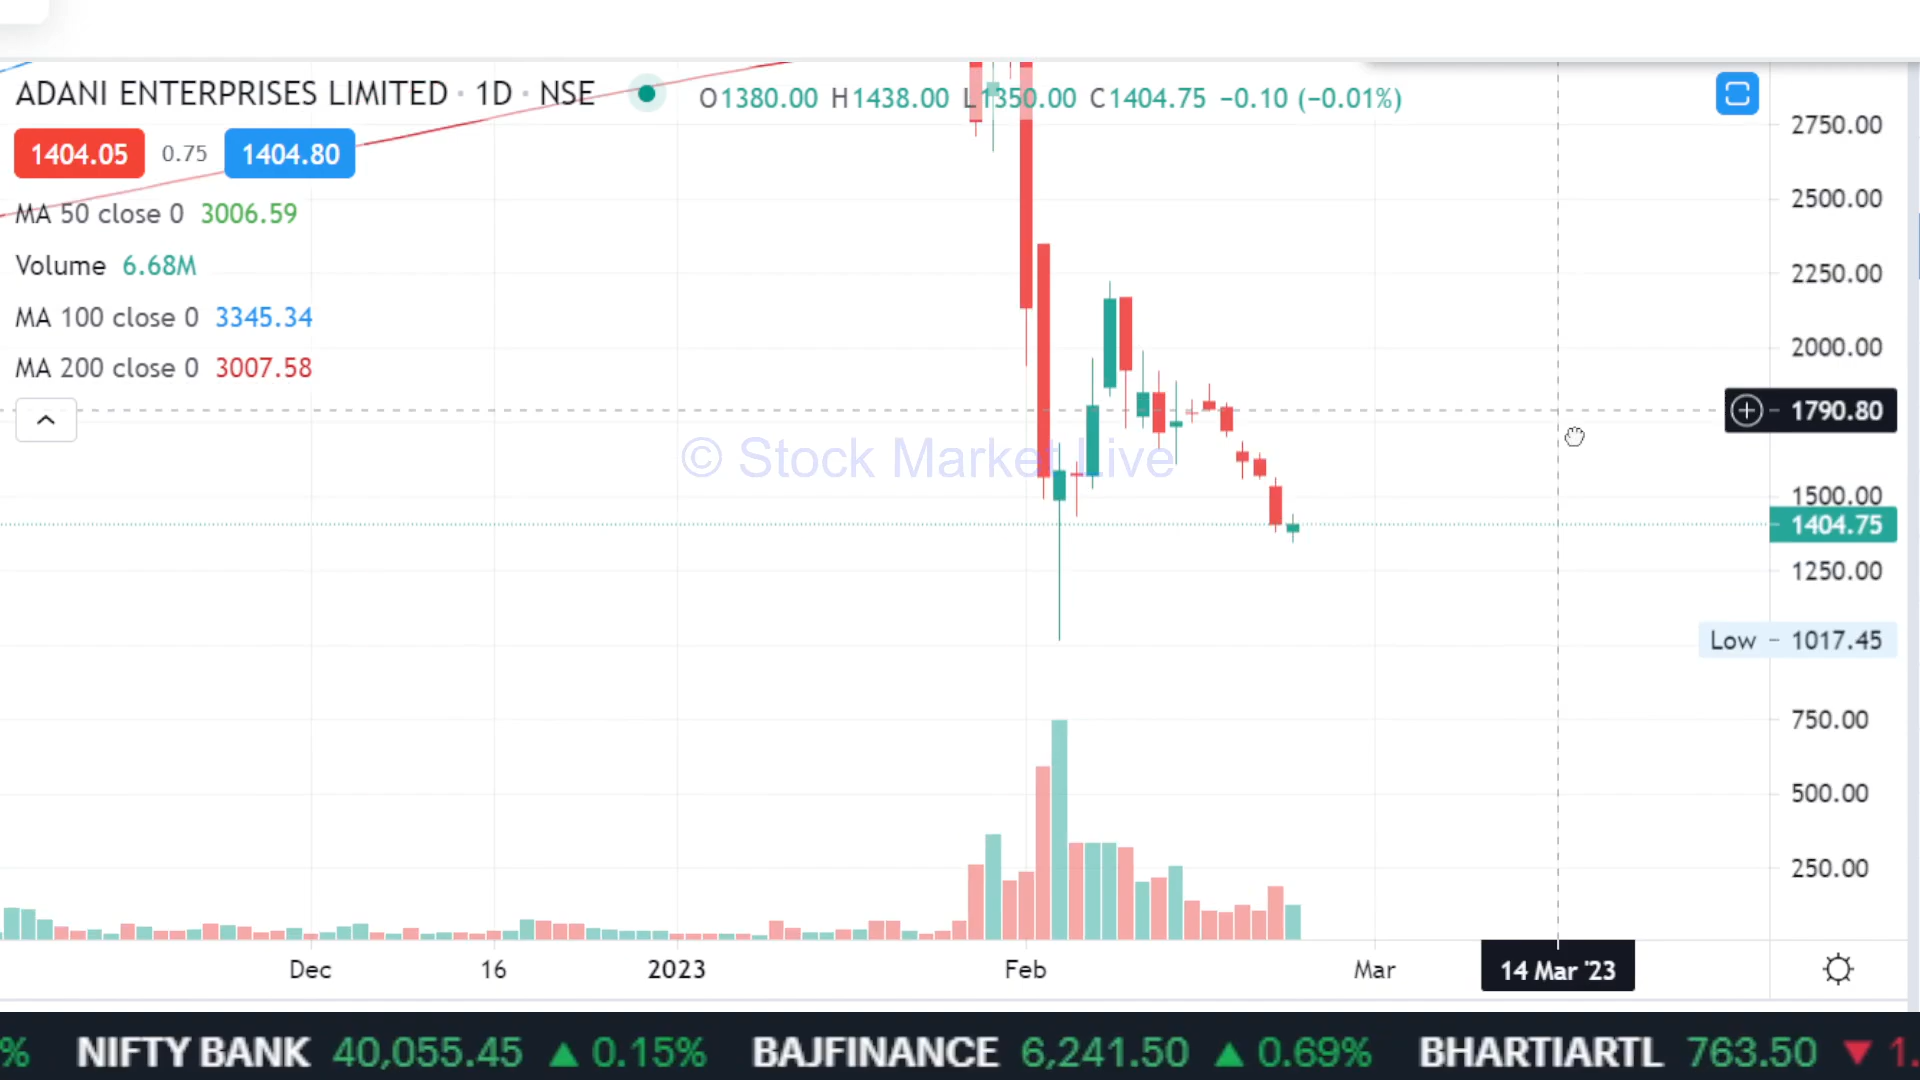 ADANI ENTERPRISES LIMITED · 1D · NSE O1380.00 H1438.00 L1350.00 C1404.75 −0.10 (−0.01%)
1404.05 0.75 1404.80
MA 50 close 0 3006.59
Volume 6.68M
MA 100 close 0 3345.34
MA 200 close 0 3007.58
© Stock Market Live
2750.00
2500.00
2250.00
2000.00
1790.80
1500.00
1404.75
1250.00
Low 1017.45
750.00
500.00
250.00
Dec 16 2023 Feb Mar 14 Mar '23
% NIFTY BANK 40,055.45 ▲ 0.15% BAJFINANCE 6,241.50 ▲ 0.69% BHARTIARTL 763.50 ▼ 1.